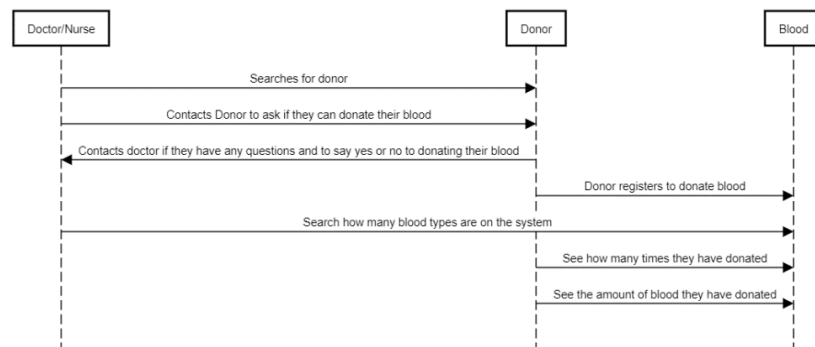 Doctor/Nurse
Donor
Blood
Searches for donor
Contacts Donor to ask if they can donate their blood
Contacts doctor if they have any questions and to say yes or no to donating their blood
Donor registers to donate blood
Search how many blood types are on the system
See how many times they have donated
See the amount of blood they have donated